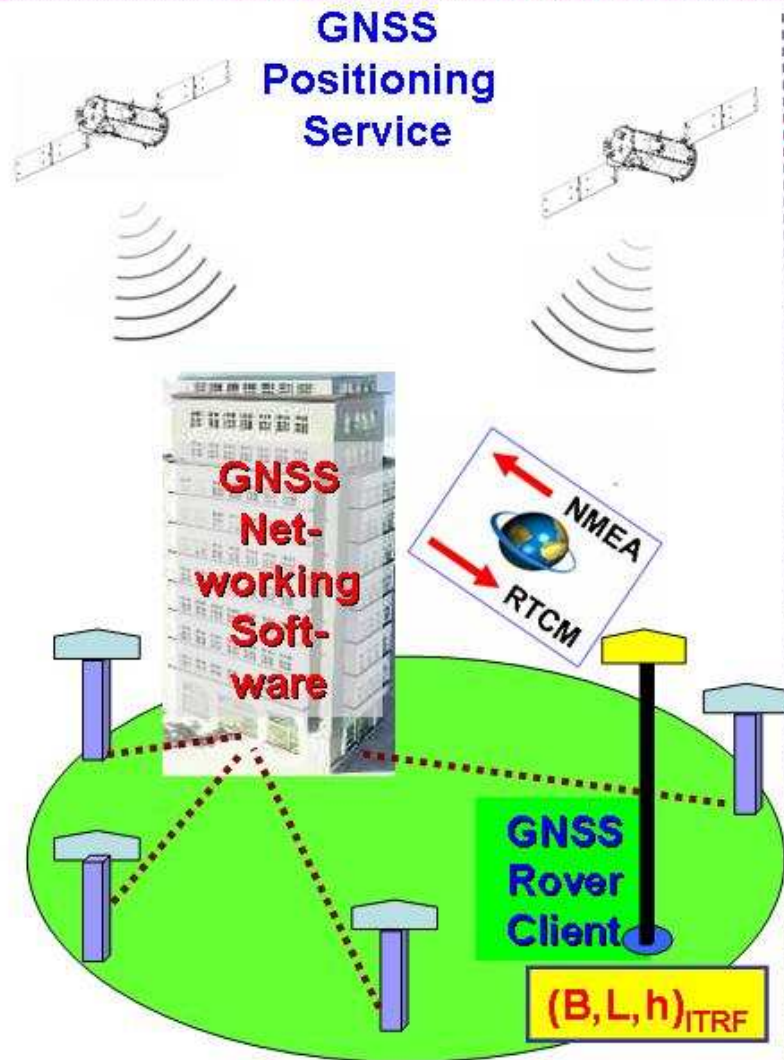 GNSS
Positioning
Service
GNSS
Net-
working
Soft-
ware
NMEA
RTCM
GNSS
Rover
Client
(B,L,h)ITRF